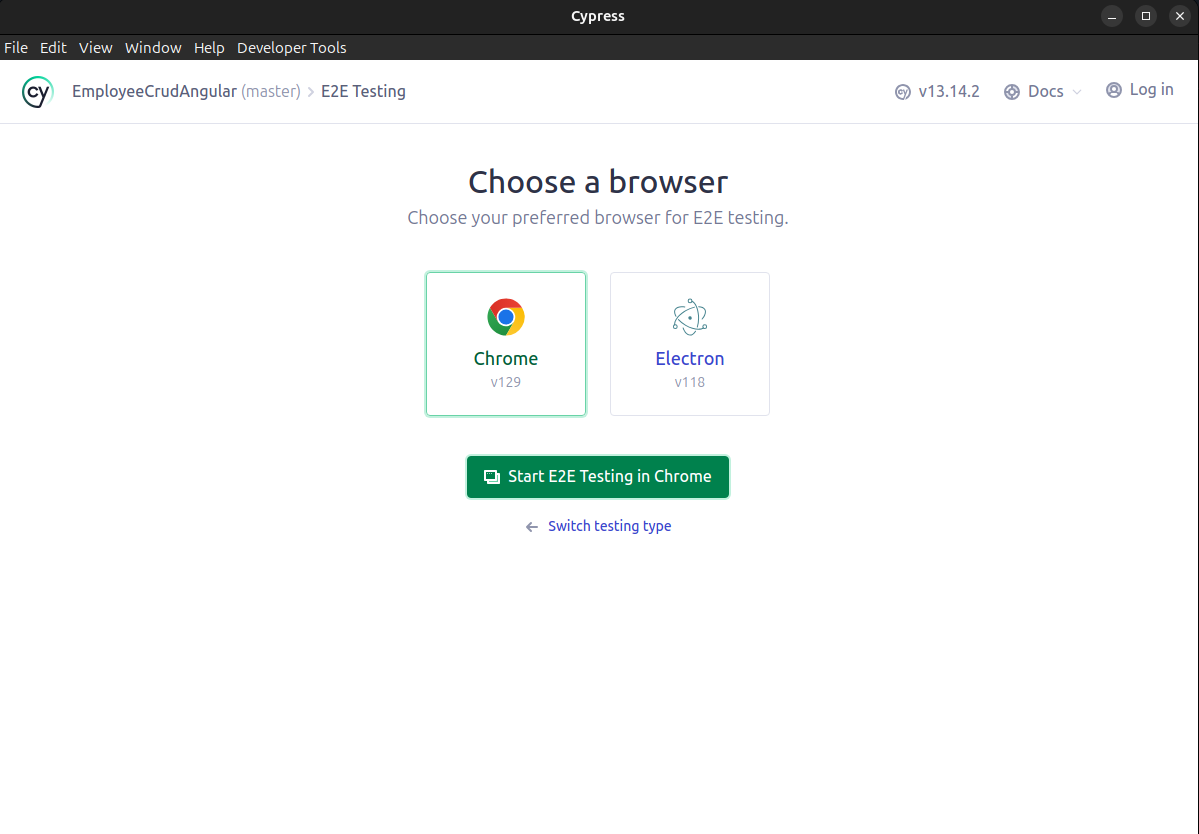 Cypress
File Edit View Window Help Developer Tools
cy EmployeeCrudAngular (master) > E2E Testing cy v13.14.2 Docs Log in
Choose a browser
Choose your preferred browser for E2E testing.
Chrome Electron
v129 v118
Start E2E Testing in Chrome
← Switch testing type